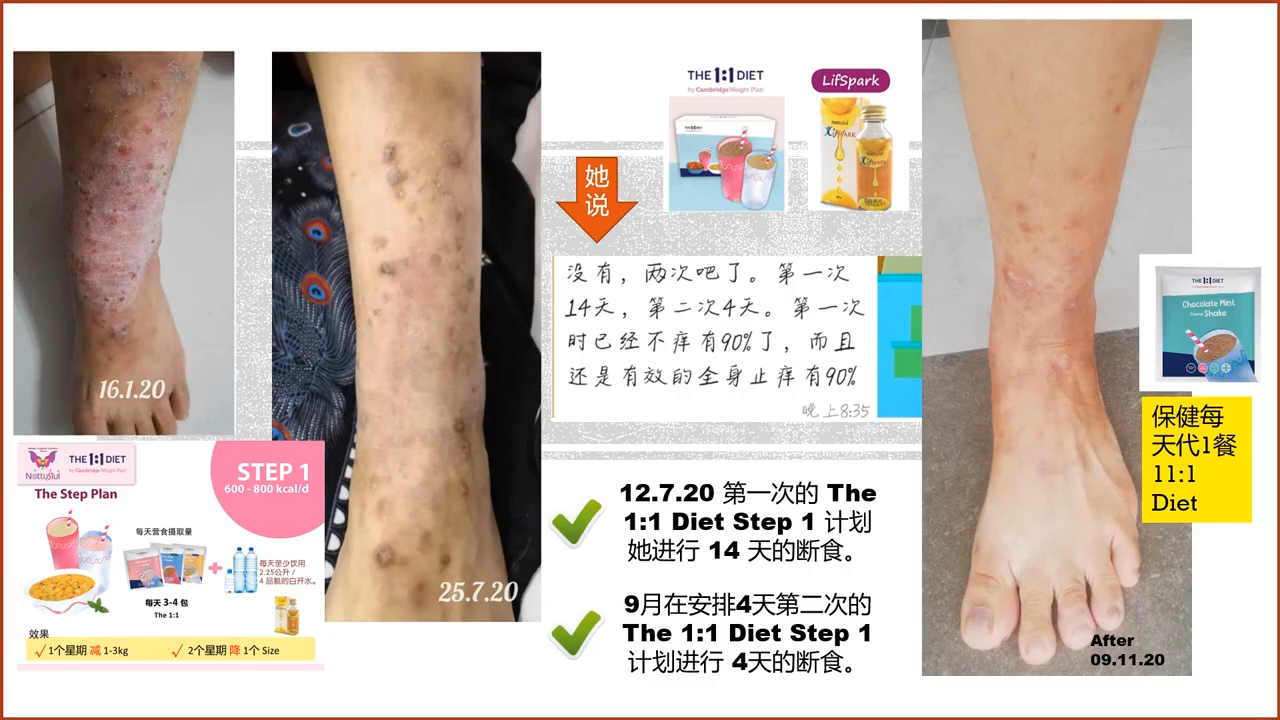 16.1.20
NattuSiui
THE 1:1 DIET
by Cambridge Weight Plan
The Step Plan
STEP 1
600 - 800 kcal/d
每天营食摄取量
每天 3-4 包
The 1:1
每天至少饮用
2.25公升 /
4 品脱的白开水。
效果
1个星期 减 1-3kg
2个星期 降 1个 Size
25.7.20
THE 1:1 DIET
by Cambridge Weight Plan
LifSpark
她
说
没有，两次吧了。第一次
14天，第二次4天。第一次
时已经不痒有90%了，而且
还是有效的全身止痒有90%
晚上8:35
12.7.20 第一次的 The
1:1 Diet Step 1 计划
她进行 14 天的断食。
9月在安排4天第二次的
The 1:1 Diet Step 1
计划进行 4天的断食。
After
09.11.20
THE 1:1 DIET
Chocolate Mint
Flavour Shake
保健每
天代1餐
11:1
Diet